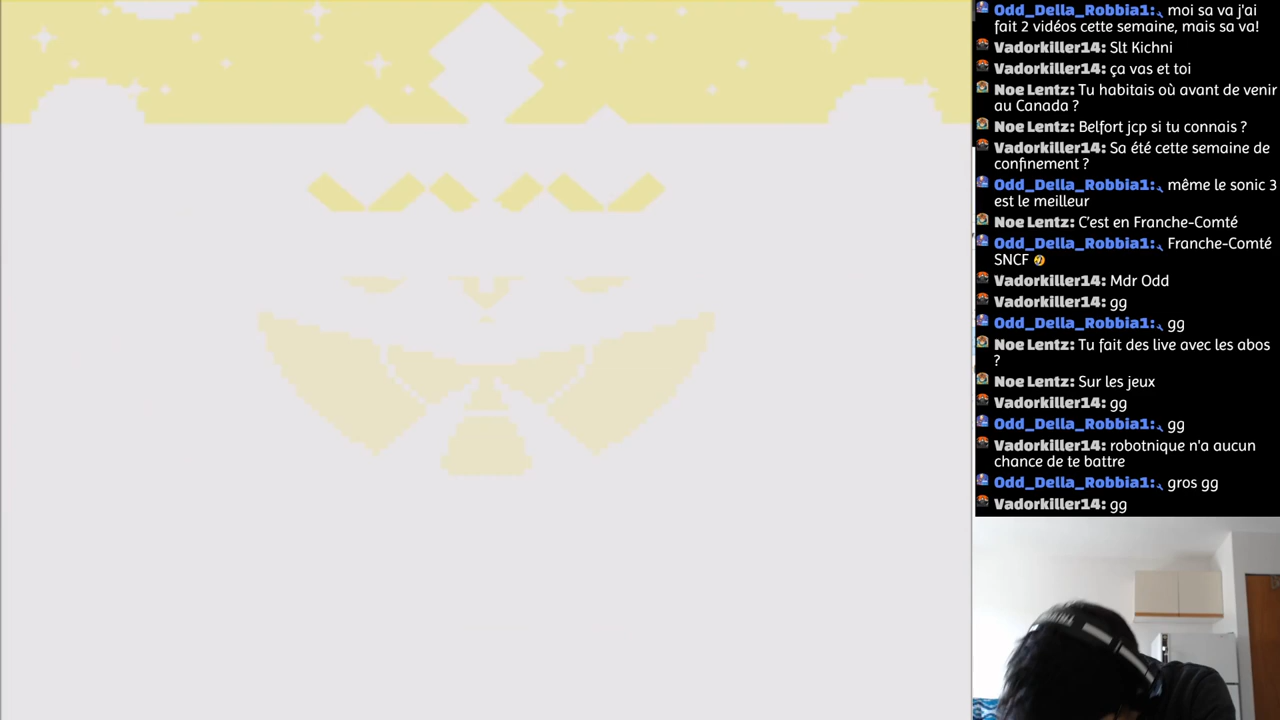 Odd_Della_Robbia1: moi sa va j'ai
fait 2 vidéos cette semaine, mais sa va!
Vadorkiller14: Slt Kichni
Vadorkiller14: ça vas et toi
Noe Lentz: Tu habitais où avant de venir
au Canada ?
Noe Lentz: Belfort jcp si tu connais ?
Vadorkiller14: Sa été cette semaine de
confinement ?
Odd_Della_Robbia1: même le sonic 3
est le meilleur
Noe Lentz: C'est en Franche-Comté
Odd_Della_Robbia1: Franche-Comté
SNCF 🤣
Vadorkiller14: Mdr Odd
Vadorkiller14: gg
Odd_Della_Robbia1: gg
Noe Lentz: Tu fait des live avec les abos
?
Noe Lentz: Sur les jeux
Vadorkiller14: gg
Odd_Della_Robbia1: gg
Vadorkiller14: robotnique n'a aucun
chance de te battre
Odd_Della_Robbia1: gros gg
Vadorkiller14: gg